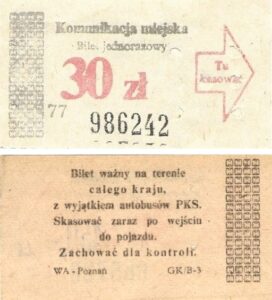 Komunikacja miejska
Bilet jednorazowy
30 zł
Tu
kasować
77
986242
Bilet ważny na terenie
całego kraju,
z wyjątkiem autobusów PKS.
Skasować zaraz po wejściu
do pojazdu.
Zachować dla kontroli.
WA - Poznań GK/B-3